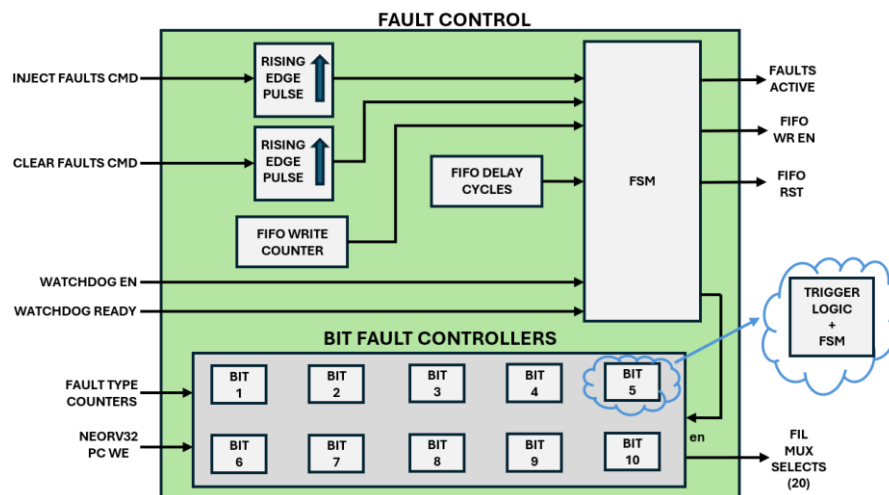 FAULT CONTROL
INJECT FAULTS CMD
RISING
EDGE
PULSE
FAULTS
ACTIVE
FIFO
WR EN
CLEAR FAULTS CMD
RISING
EDGE
PULSE
FIFO DELAY
CYCLES
FSM
FIFO
RST
FIFO WRITE
COUNTER
WATCHDOG EN
WATCHDOG READY
TRIGGER
LOGIC
+
FSM
BIT FAULT CONTROLLERS
FAULT TYPE
COUNTERS
BIT
1
BIT
2
BIT
3
BIT
4
BIT
5
NEORV32
PC WE
BIT
6
BIT
7
BIT
8
BIT
9
BIT
10
en
FIL
MUX
SELECTS
(20)